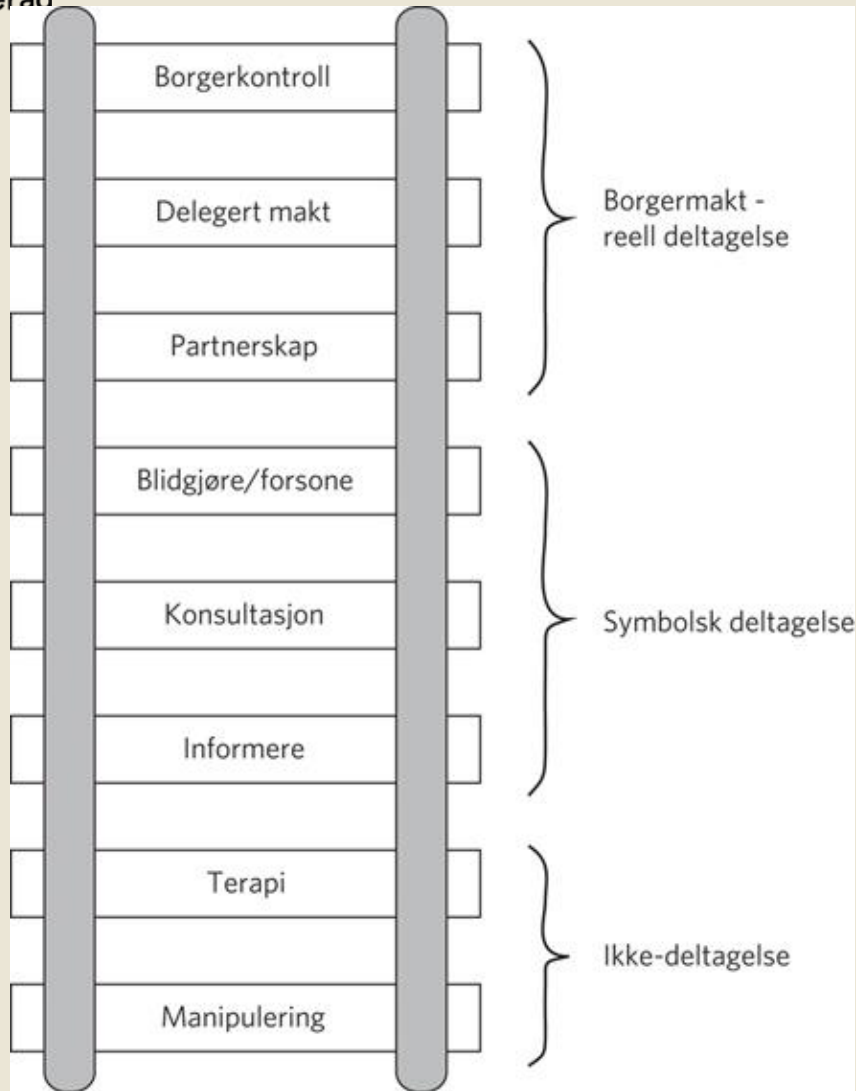 Borgerkontroll
Delegert makt
Borgermakt -
reell deltagelse
Partnerskap
Blidgjøre/forsone
Konsultasjon
Symbolsk deltagelse
Informere
Terapi
Ikke-deltagelse
Manipulering